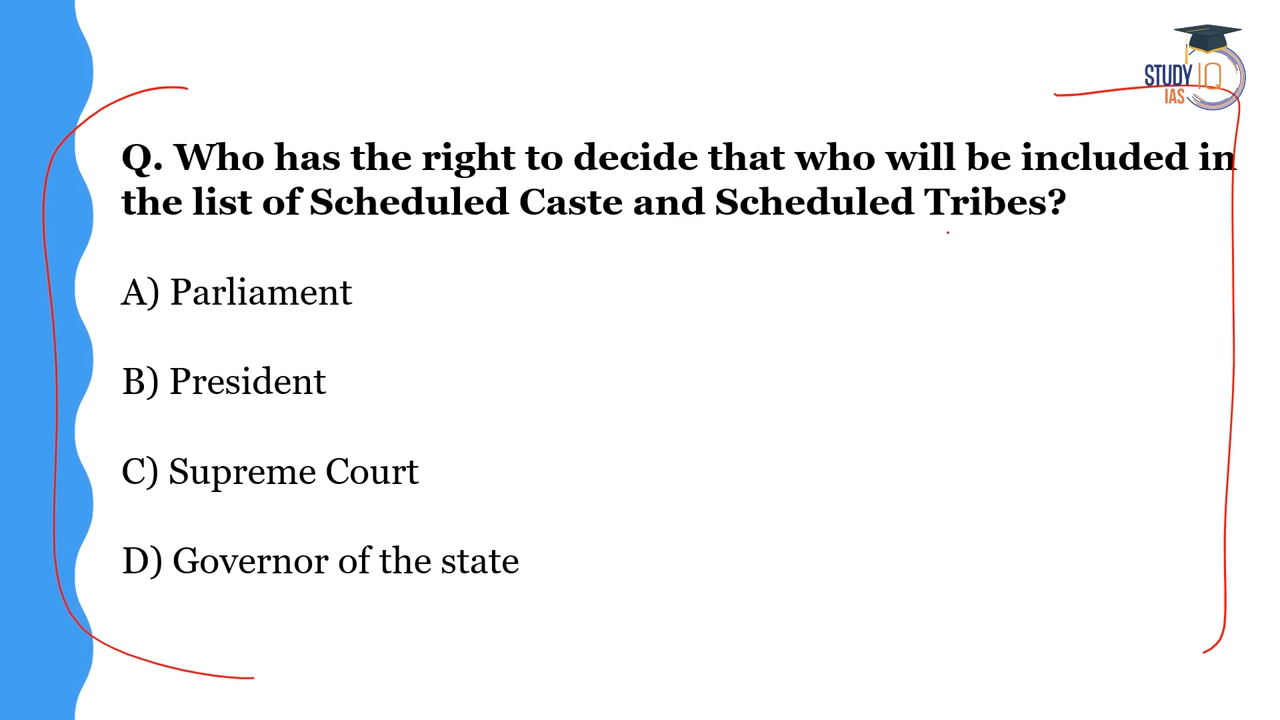 STUDY IQ
IAS
Q. Who has the right to decide that who will be included in
the list of Scheduled Caste and Scheduled Tribes?
A) Parliament
B) President
C) Supreme Court
D) Governor of the state